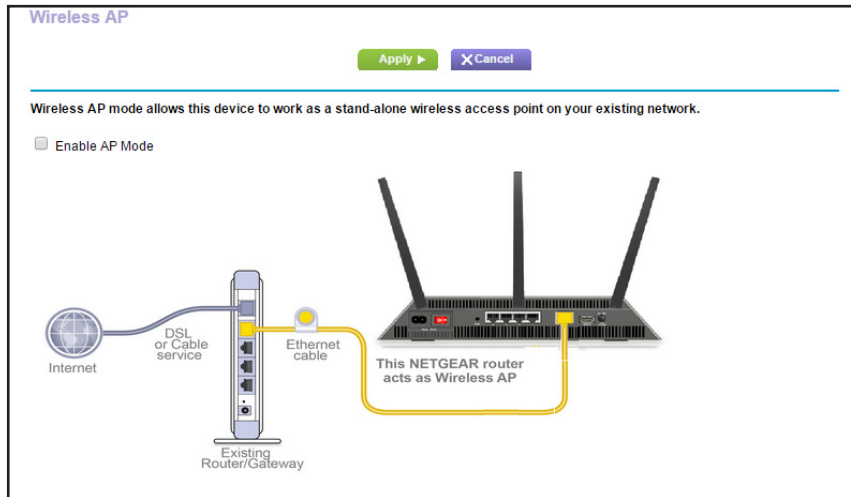 Wireless AP
Apply
Cancel
Wireless AP mode allows this device to work as a stand-alone wireless access point on your existing network.
Enable AP Mode
DSL
or Cable
service
Ethernet
cable
Internet
This NETGEAR router
acts as Wireless AP
Existing
Router/Gateway